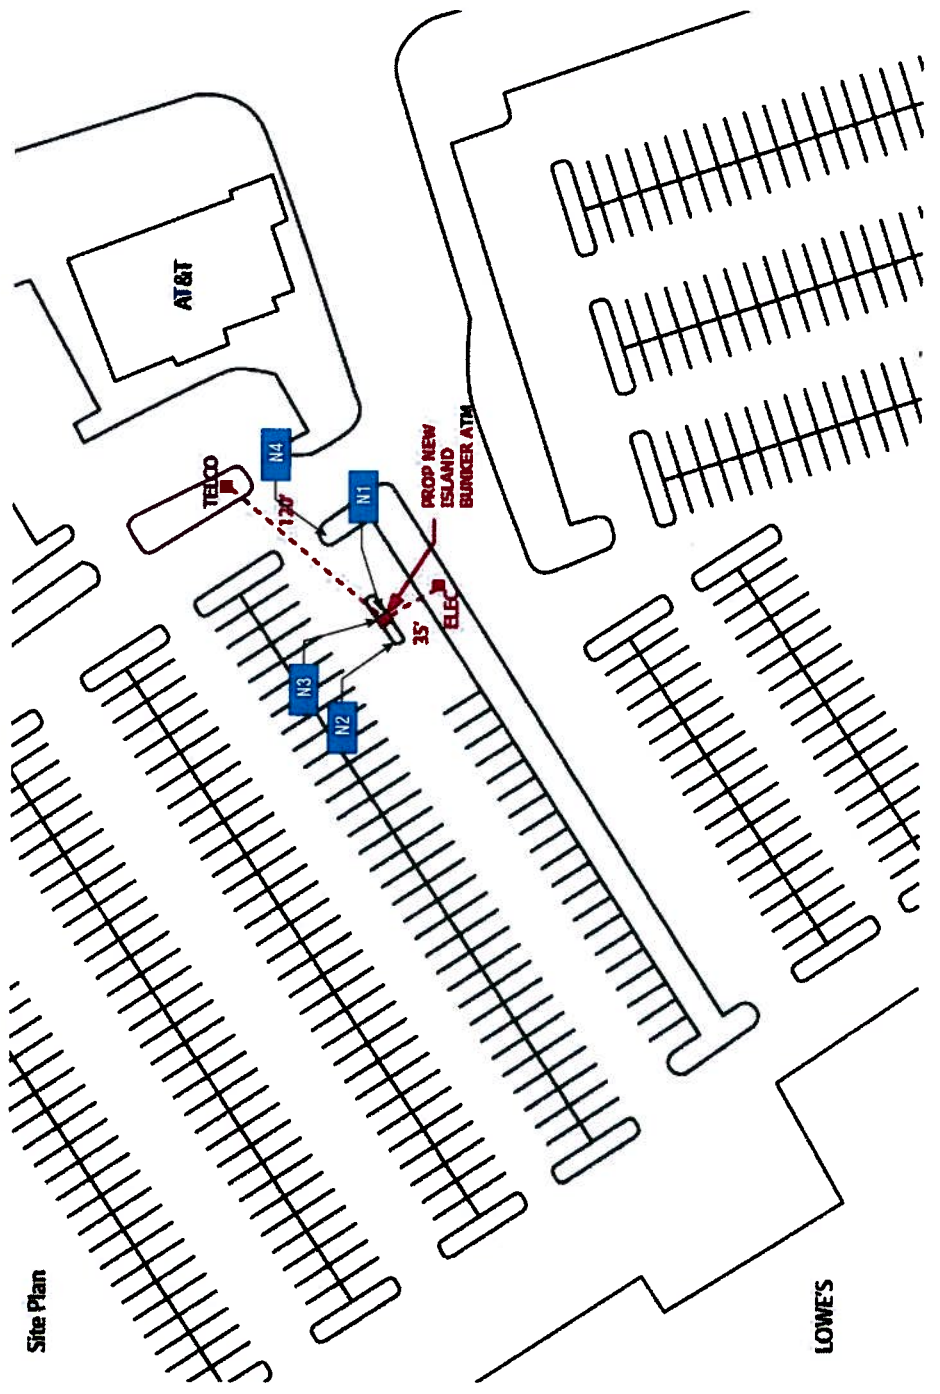 Site Plan
AT&T
TELCO
N4
120'
N1
PROP NEW
ISLAND
BUNKER ATM
ELEC
35'
N3
N2
LOWE'S